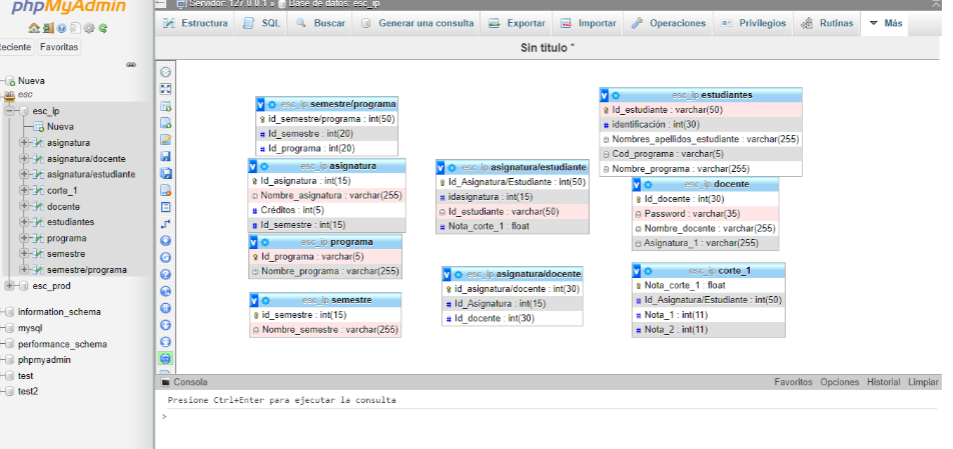 phpMyAdmin
Reciente Favoritas
Nueva
esc
esc_ip
Nueva
asignatura
asignatura/docente
asignatura/estudiante
corte_1
docente
estudiantes
programa
semestre
semestre/programa
esc_prod
information_schema
mysql
performance_schema
phpmyadmin
test
test2
Servidor: 127.0.0.1 » Base de datos: esc_ip
Estructura SQL Buscar Generar una consulta Exportar Importar Operaciones Privilegios Rutinas Más
Sin título *
esc_ip semestre/programa
id_semestre/programa : int(50)
Id_semestre : int(20)
Id_programa : int(20)
esc_ip asignatura
Id_asignatura : int(15)
Nombre_asignatura : varchar(255)
Créditos : int(5)
Id_semestre : int(15)
esc_ip programa
Id_programa : varchar(5)
Nombre_programa : varchar(255)
esc_ip semestre
id_semestre : int(15)
Nombre_semestre : varchar(255)
esc_ip asignatura/estudiante
Id_Asignatura/Estudiante : int(50)
idasignatura : int(15)
Id_estudiante : varchar(50)
Nota_corte_1 : float
esc_ip asignatura/docente
id_asignatura/docente : int(30)
Id_Asignatura : int(15)
Id_docente : int(30)
esc_ip estudiantes
Id_estudiante : varchar(50)
identificación : int(30)
Nombres_apellidos_estudiante : varchar(255)
Cod_programa : varchar(5)
Nombre_programa : varchar(255)
esc_ip docente
Id_docente : int(30)
Password : varchar(35)
Nombre_docente : varchar(255)
Asignatura_1 : varchar(255)
esc_ip corte_1
Nota_corte_1 : float
Id_Asignatura/Estudiante : int(50)
Nota_1 : int(11)
Nota_2 : int(11)
Consola Favoritos Opciones Historial Limpiar
Presione Ctrl+Enter para ejecutar la consulta
>